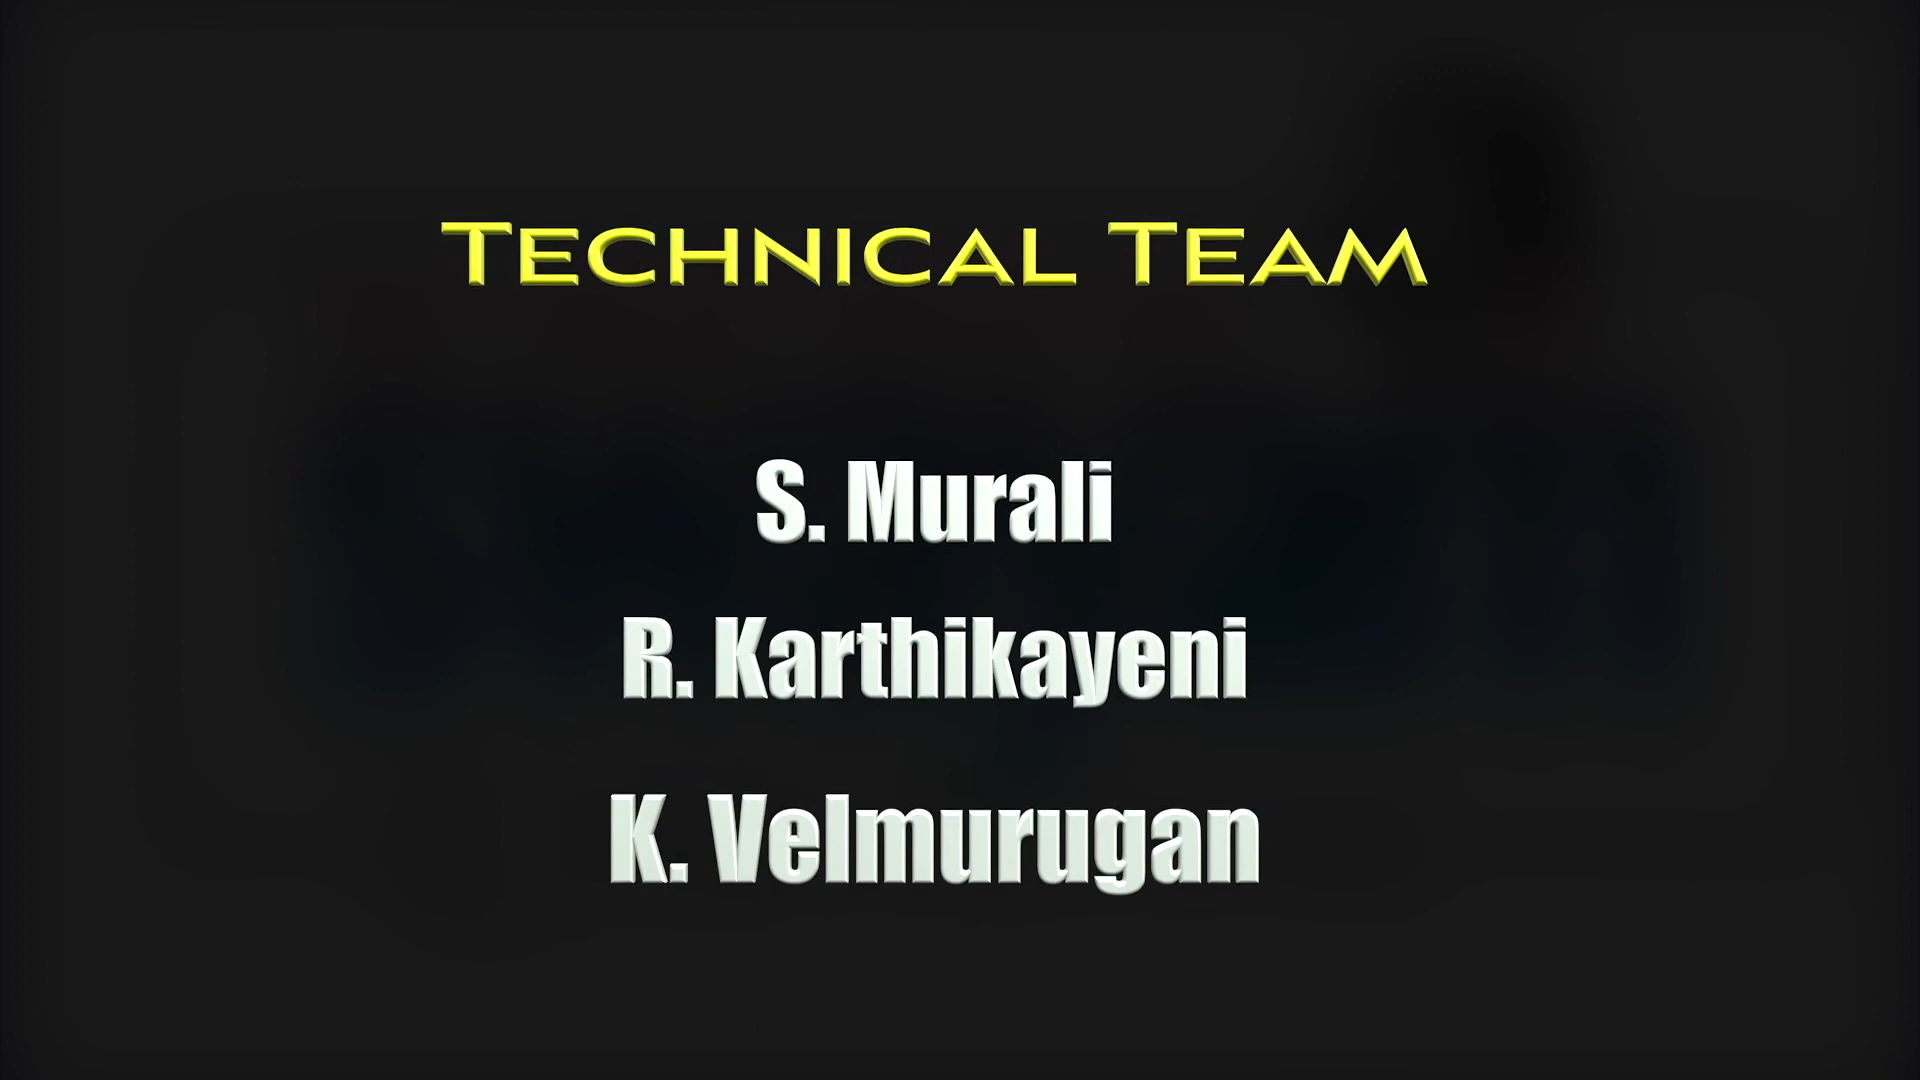 TECHNICAL TEAM
S. Murali
R. Karthikayeni
K. Velmurugan